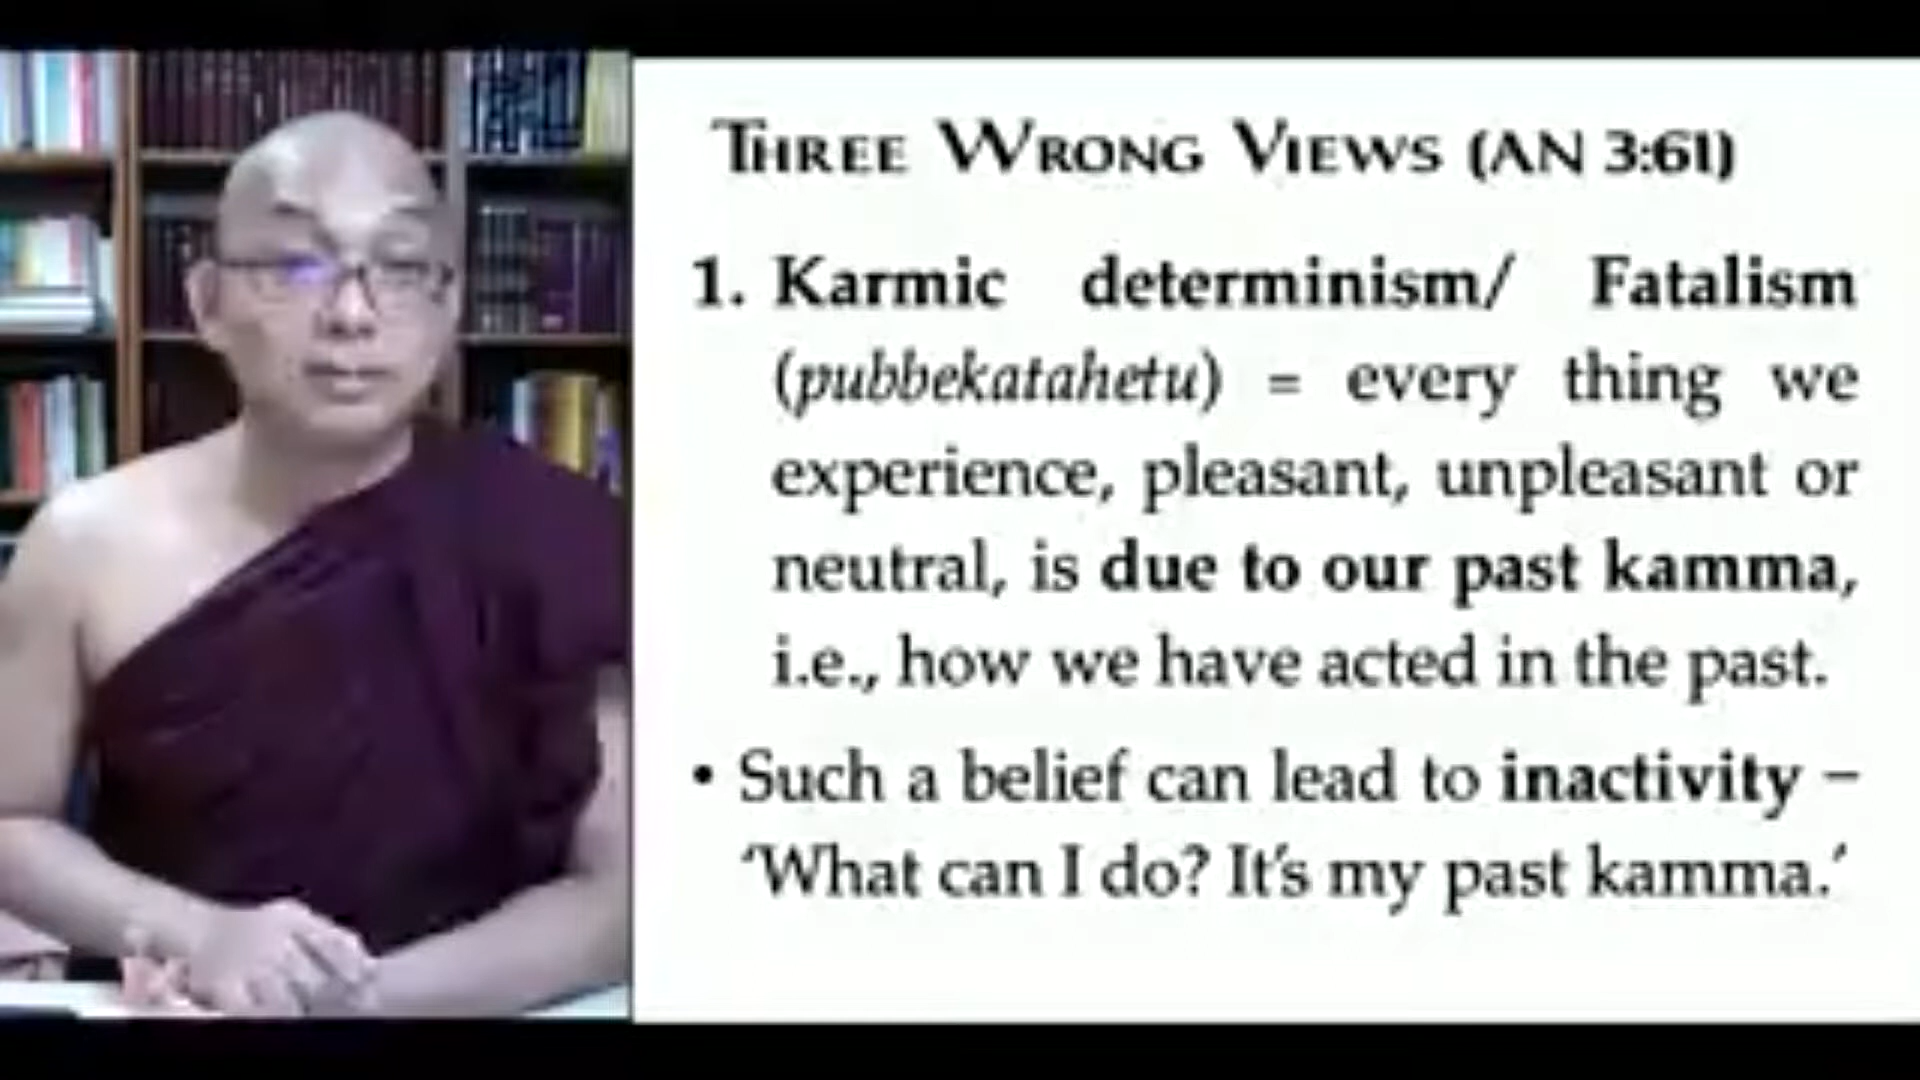 THREE WRONG VIEWS (AN 3:61)
1. Karmic determinism/ Fatalism
(pubbekatahetu) = every thing we
experience, pleasant, unpleasant or
neutral, is due to our past kamma,
i.e., how we have acted in the past.
• Such a belief can lead to inactivity –
‘What can I do? It’s my past kamma.’